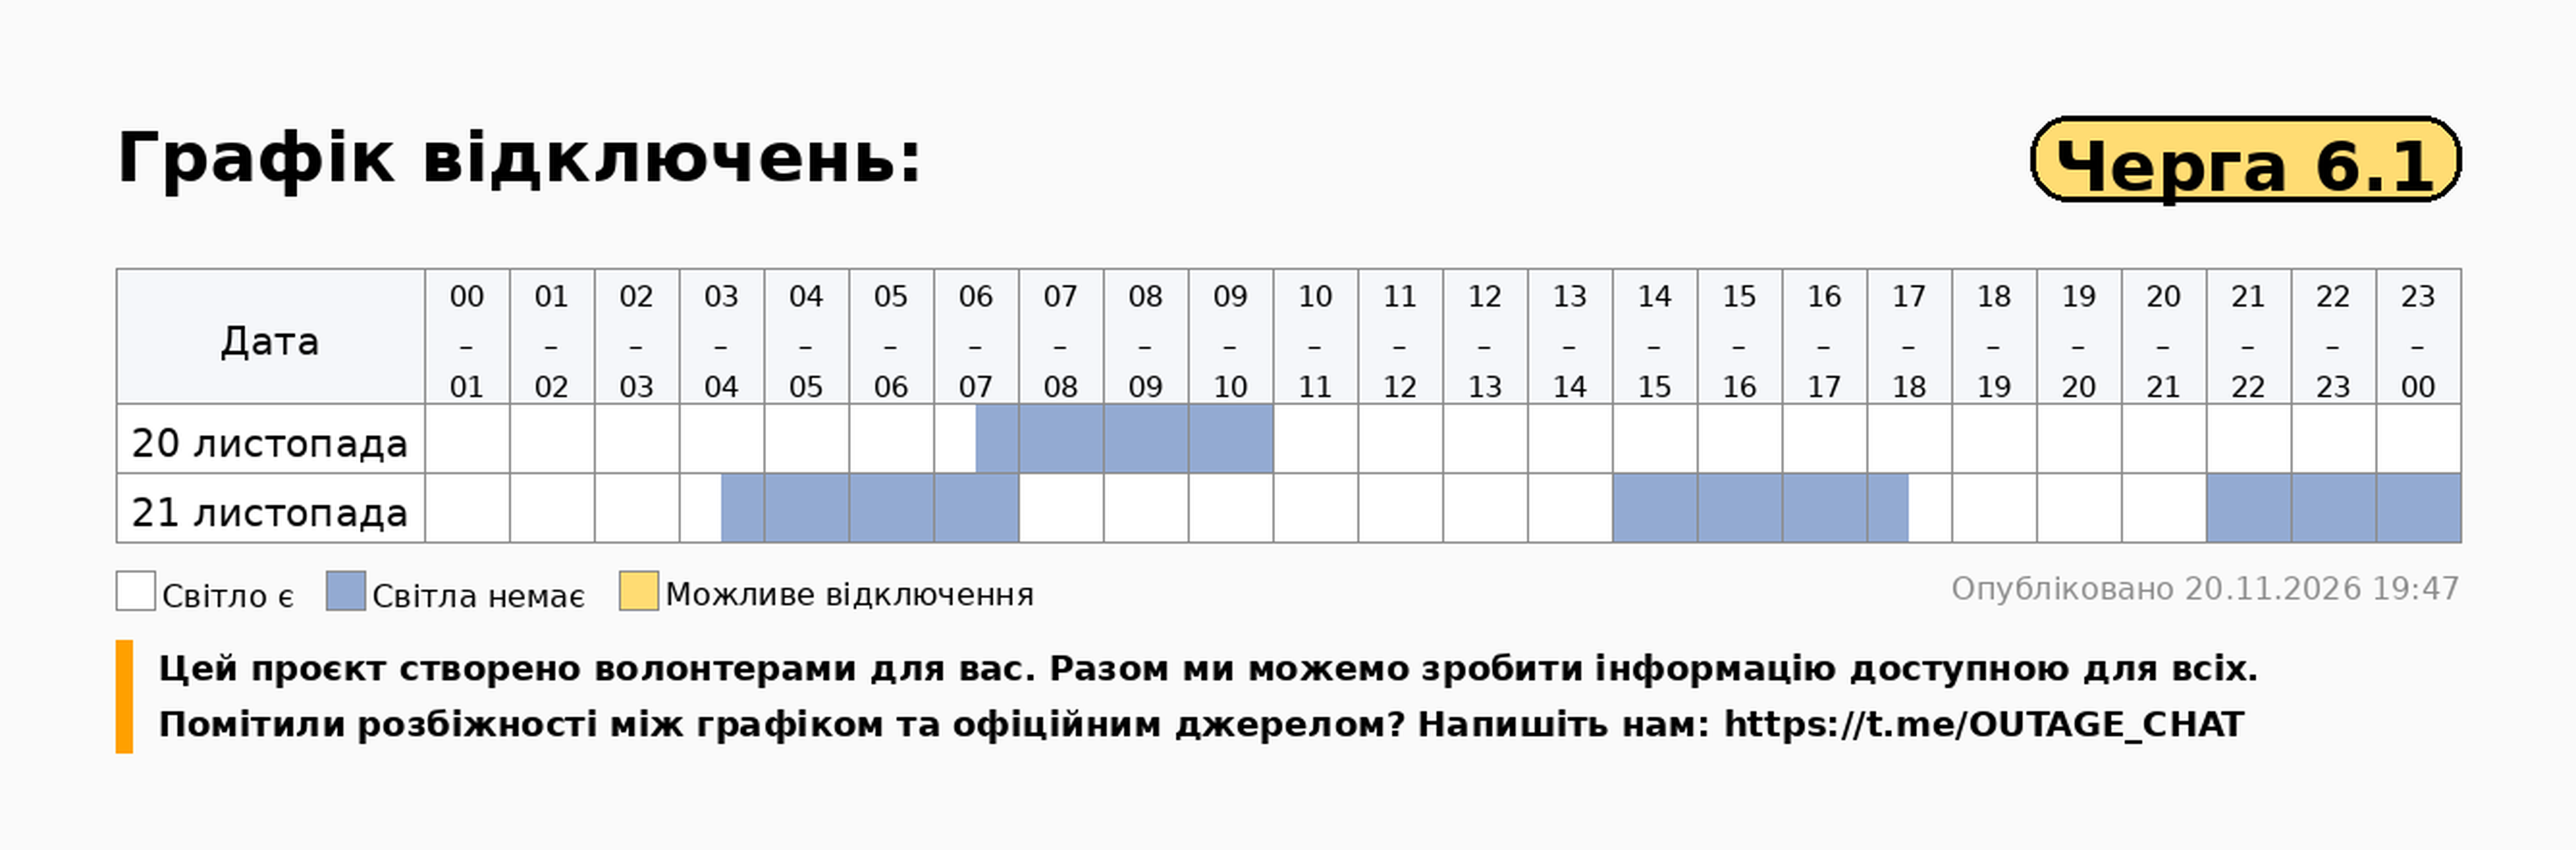 Графік відключень:
Черга 6.1
Дата 00–01 01–02 02–03 03–04 04–05 05–06 06–07 07–08 08–09 09–10 10–11 11–12 12–13 13–14 14–15 15–16 16–17 17–18 18–19 19–20 20–21 21–22 22–23 23–00
20 листопада
21 листопада
Світло є Світла немає Можливе відключення
Опубліковано 20.11.2026 19:47
Цей проєкт створено волонтерами для вас. Разом ми можемо зробити інформацію доступною для всіх.
Помітили розбіжності між графіком та офіційним джерелом? Напишіть нам: https://t.me/OUTAGE_CHAT